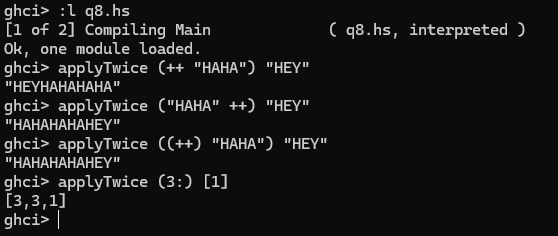 ghci> :l q8.hs
[1 of 2] Compiling Main             ( q8.hs, interpreted )
Ok, one module loaded.
ghci> applyTwice (++ "HAHA") "HEY"
"HEYHAHAHAHA"
ghci> applyTwice ("HAHA" ++) "HEY"
"HAHAHAHAHEY"
ghci> applyTwice ((++) "HAHA") "HEY"
"HAHAHAHAHEY"
ghci> applyTwice (3:) [1]
[3,3,1]
ghci>